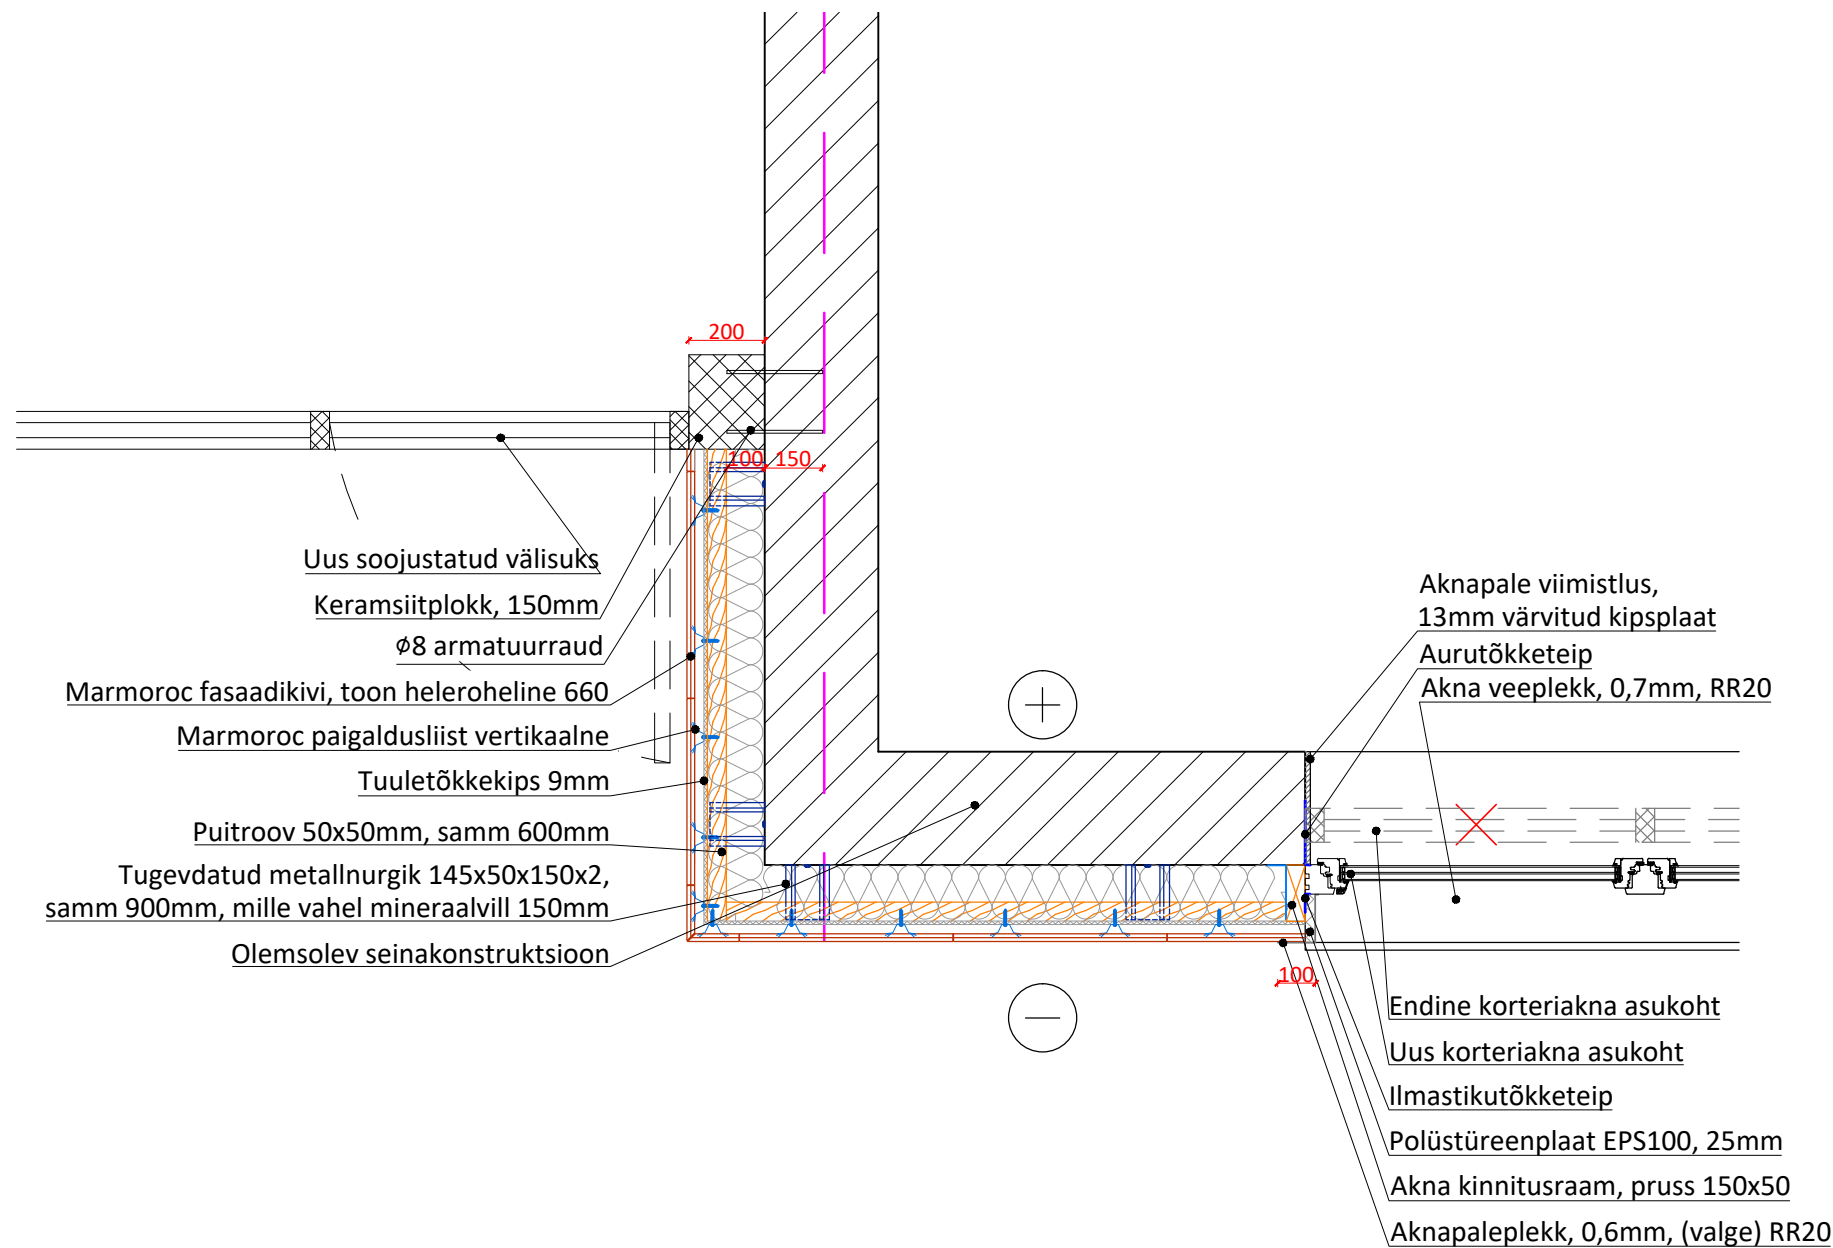 200
100
150
Uus soojustatud välisuks
Keramsiitplokk, 150mm
⌀8 armatuurraud
Marmoroc fasaadikivi, toon heleroheline 660
Marmoroc paigaldusliist vertikaalne
Tuuletõkkekips 9mm
Puitroov 50x50mm, samm 600mm
Tugevdatud metallnurgik 145x50x150x2,
samm 900mm, mille vahel mineraalvill 150mm
Olemsolev seinakonstruktsioon
Aknapale viimistlus,
13mm värvitud kipsplaat
Aurutõkketeip
Akna veeplekk, 0,7mm, RR20
100
Endine korteriakna asukoht
Uus korteriakna asukoht
Ilmastikutõkketeip
Polüstüreenplaat EPS100, 25mm
Akna kinnitusraam, pruss 150x50
Aknapaleplekk, 0,6mm, (valge) RR20